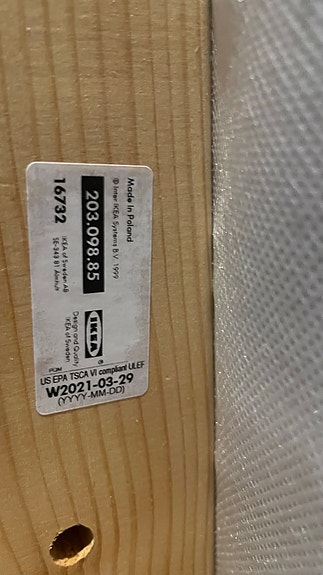 Made in Poland
© Inter IKEA Systems B.V. 1999
203.098.85
16732
IKEA of Sweden AB
SE-343 81 Älmhult
IKEA®
Design and Quality
IKEA of Sweden
US EPA TSCA VI compliant ULEF
W2021-03-29
(YYYY-MM-DD)